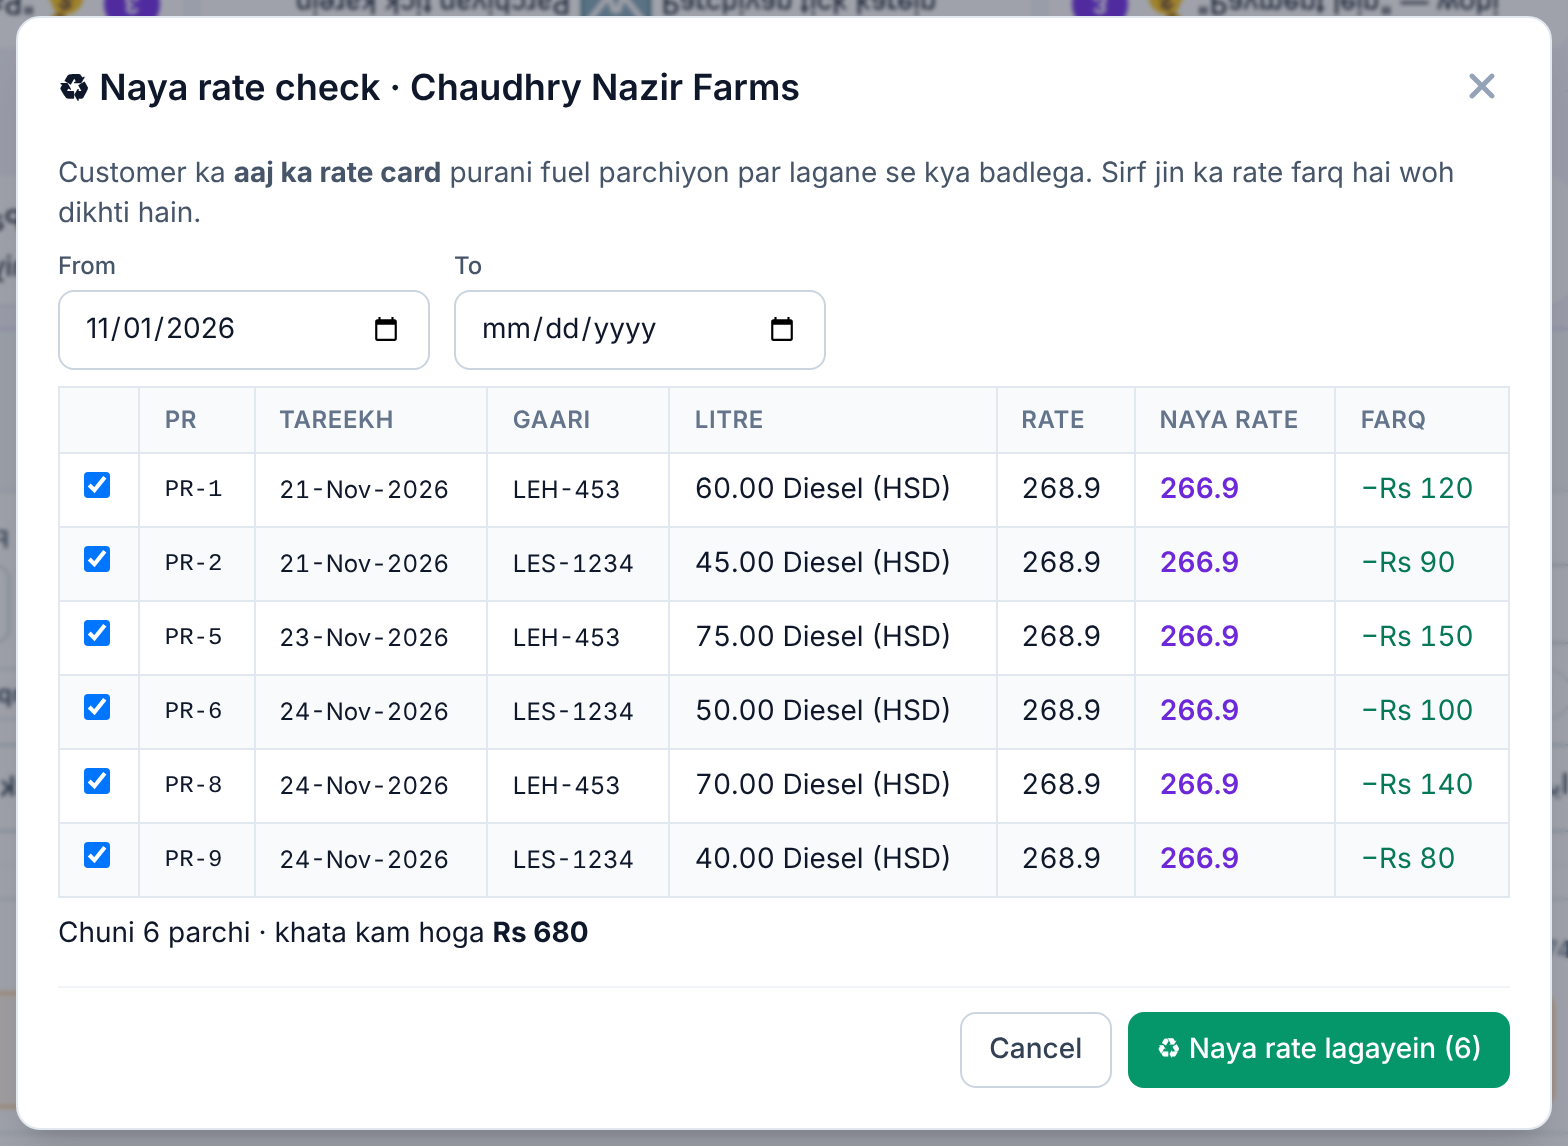 ♻ Naya rate check · Chaudhry Nazir Farms
Customer ka aaj ka rate card purani fuel parchiyon par lagane se kya badlega. Sirf jin ka rate farq hai woh
dikhti hain.
From To
11/01/2026 mm/dd/yyyy
PR TAREEKH GAARI LITRE RATE NAYA RATE FARQ
PR-1 21-Nov-2026 LEH-453 60.00 Diesel (HSD) 268.9 266.9 −Rs 120
PR-2 21-Nov-2026 LES-1234 45.00 Diesel (HSD) 268.9 266.9 −Rs 90
PR-5 23-Nov-2026 LEH-453 75.00 Diesel (HSD) 268.9 266.9 −Rs 150
PR-6 24-Nov-2026 LES-1234 50.00 Diesel (HSD) 268.9 266.9 −Rs 100
PR-8 24-Nov-2026 LEH-453 70.00 Diesel (HSD) 268.9 266.9 −Rs 140
PR-9 24-Nov-2026 LES-1234 40.00 Diesel (HSD) 268.9 266.9 −Rs 80
Chuni 6 parchi · khata kam hoga Rs 680
Cancel ♻ Naya rate lagayein (6)